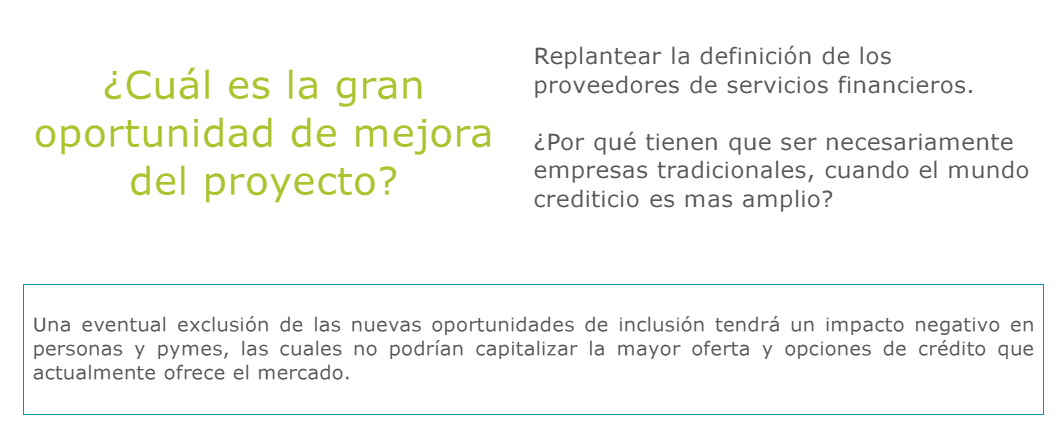 ¿Cuál es la gran
oportunidad de mejora
del proyecto?
Replantear la definición de los
proveedores de servicios financieros.
¿Por qué tienen que ser necesariamente
empresas tradicionales, cuando el mundo
crediticio es mas amplio?
Una eventual exclusión de las nuevas oportunidades de inclusión tendrá un impacto negativo en
personas y pymes, las cuales no podrían capitalizar la mayor oferta y opciones de crédito que
actualmente ofrece el mercado.